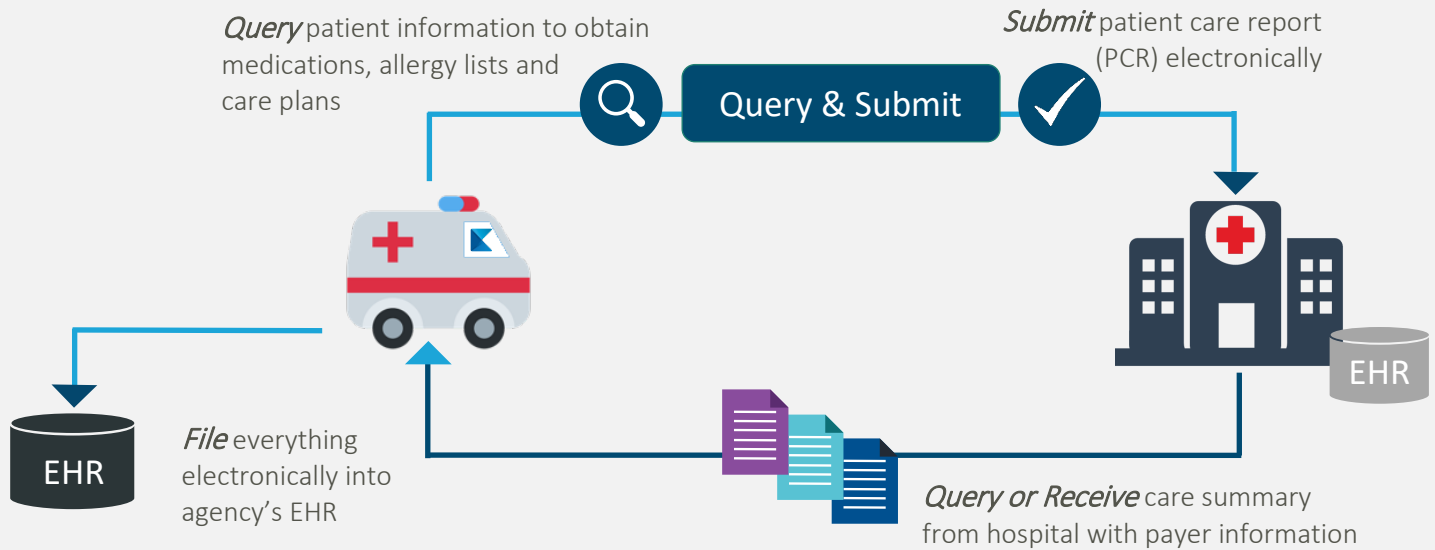 Query patient information to obtain
medications, allergy lists and
care plans
Query & Submit
Submit patient care report
(PCR) electronically
EHR
File everything
electronically into
agency’s EHR
EHR
Query or Receive care summary
from hospital with payer information